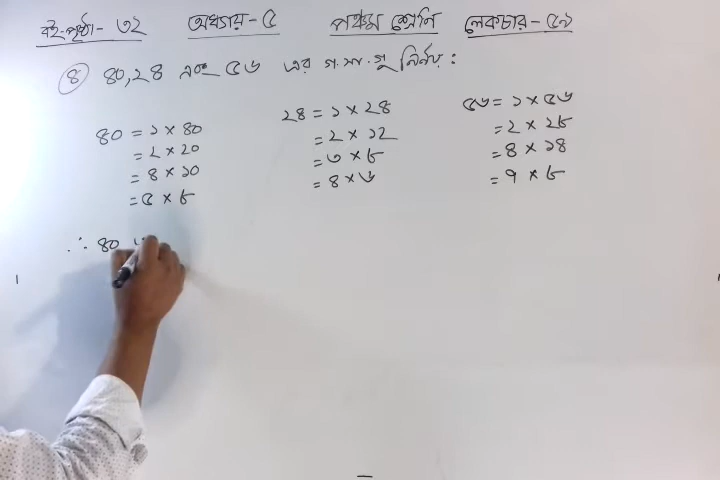 বই-পৃষ্ঠা- ৩২ অধ্যায়-৫ পঞ্চম শ্রেণি লেকচার-৫৯
৪ ৪০,২৪ এবং ৫৬ এর গ.সা.গু নির্ণয়:
৪০ = ১ × ৪০
= ২ × ২০
= ৪ × ১০
= ৫ × ৮
২৪ = ১ × ২৪
= ২ × ১২
= ৩ × ৮
= ৪ × ৬
৫৬ = ১ × ৫৬
= ২ × ২৮
= ৪ × ১৪
= ৭ × ৮
∴ ৪০